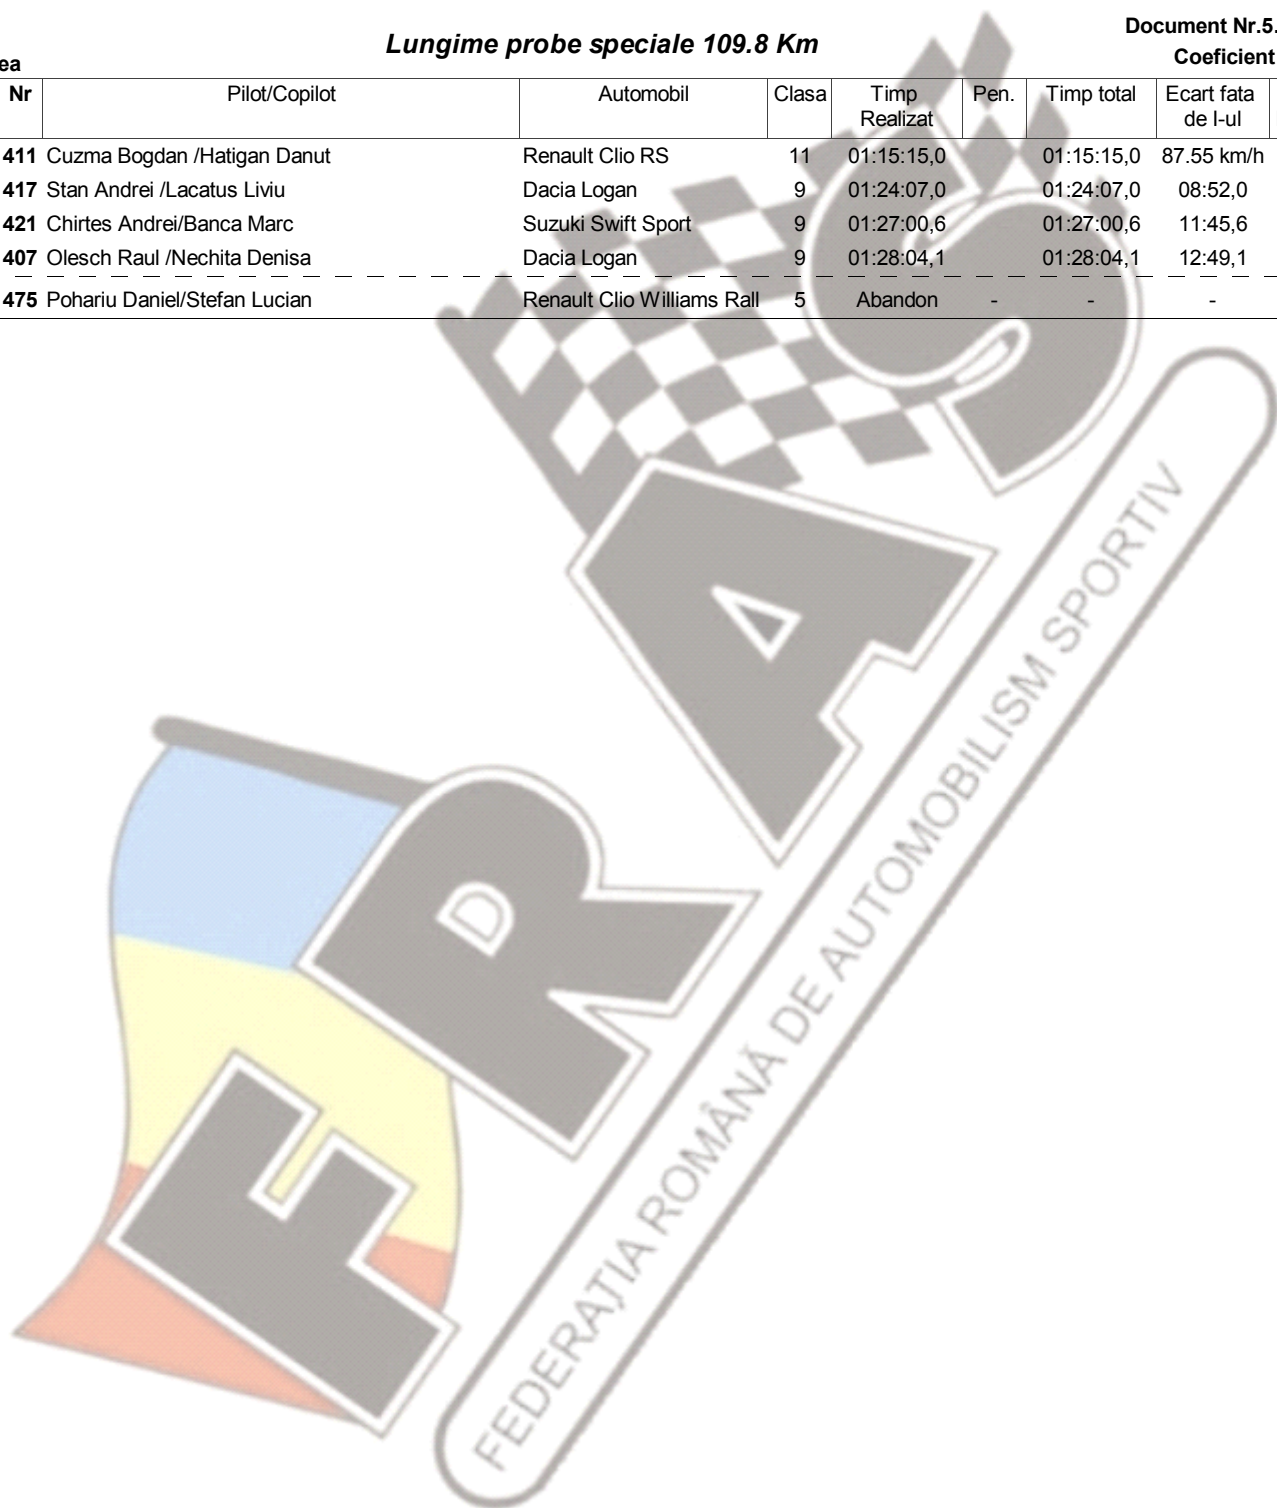 Document Nr.5.
Lungime probe speciale 109.8 Km
Coeficient
ea
Nr Pilot/Copilot Automobil Clasa Timp Realizat Pen. Timp total Ecart fata de I-ul
411 Cuzma Bogdan /Hatigan Danut Renault Clio RS 11 01:15:15,0 01:15:15,0 87.55 km/h
417 Stan Andrei /Lacatus Liviu Dacia Logan 9 01:24:07,0 01:24:07,0 08:52,0
421 Chirtes Andrei/Banca Marc Suzuki Swift Sport 9 01:27:00,6 01:27:00,6 11:45,6
407 Olesch Raul /Nechita Denisa Dacia Logan 9 01:28:04,1 01:28:04,1 12:49,1
475 Pohariu Daniel/Stefan Lucian Renault Clio Williams Rall 5 Abandon - - -
FRAS
FEDERAȚIA ROMÂNĂ DE AUTOMOBILISM SPORTIV